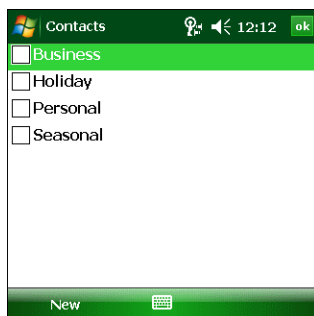 Contacts 12:12 ok
Business
Holiday
Personal
Seasonal
New